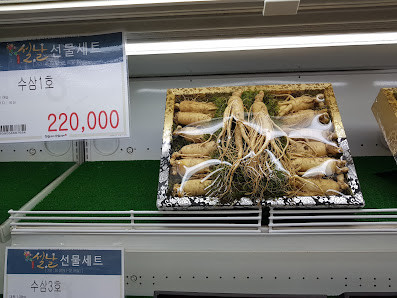 설날 선물세트
수삼1호
220,000
설날 선물세트
수삼3호